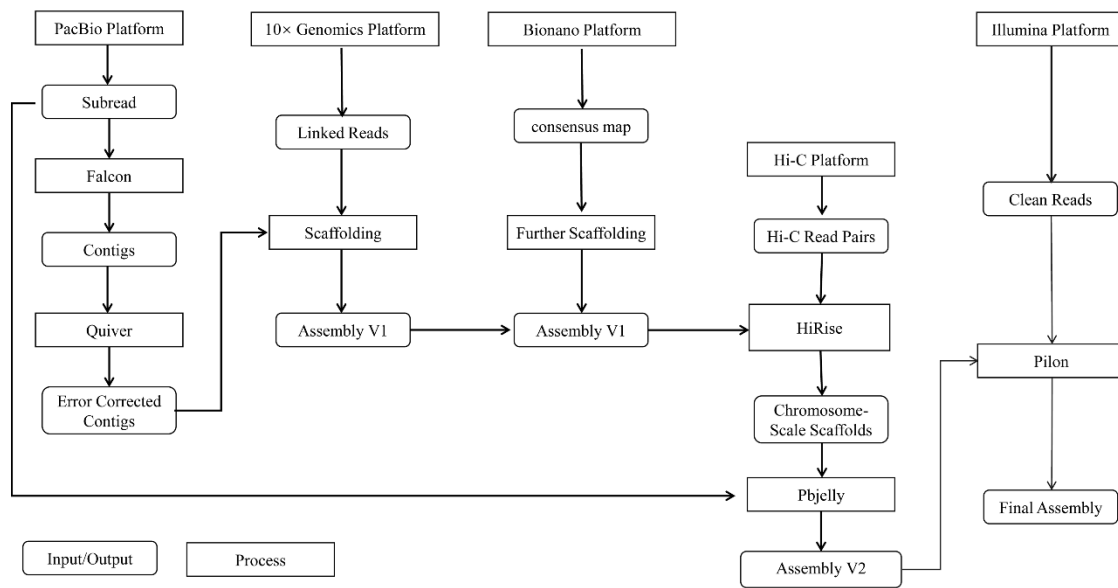 PacBio Platform
Subread
Falcon
Contigs
Quiver
Error Corrected
Contigs
10× Genomics Platform
Linked Reads
Scaffolding
Assembly V1
Bionano Platform
consensus map
Further Scaffolding
Assembly V1
Hi-C Platform
Hi-C Read Pairs
HiRise
Chromosome-
Scale Scaffolds
Pbjelly
Assembly V2
Illumina Platform
Clean Reads
Pilon
Final Assembly
Input/Output
Process